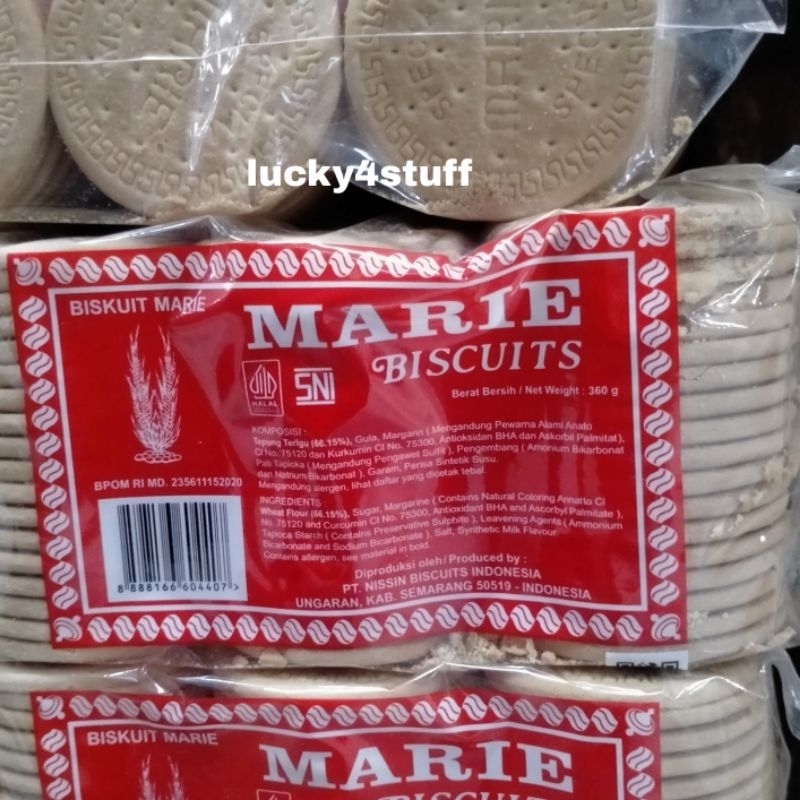 MARIE
SPECIAL
MARIE
SPECIAL
lucky4stuff
BISKUIT MARIE
MARIE
BISCUITS
HALAL
SNI
Berat Bersih / Net Weight : 360 g
KOMPOSISI :
Tepung Terigu (66.15%), Gula, Margarin ( Mengandung Pewarna Alami Anato
CI No. 75120 dan Kurkumin CI No. 75300, Antioksidan BHA dan Askorbil Palmitat ),
Pati Tapioka ( Mengandung Pengawet Sulfit ), Pengembang ( Amonium Bikarbonat
dan Natrium Bikarbonat ), Garam, Perisa Sintetik Susu.
Mengandung alergen, lihat daftar yang dicetak tebal.
BPOM RI MD. 235611152020
INGREDIENTS
Wheat Flour (66.15%), Sugar, Margarine ( Contains Natural Coloring Annatto CI
No. 75120 and Curcumin CI No. 75300, Antioxidant BHA and Ascorbyl Palmitate ),
Tapioca Starch ( Contains Preservative Sulphite ), Leavening Agents ( Ammonium
Bicarbonate and Sodium Bicarbonate ), Salt, Synthetic Milk Flavour.
Contains allergen, see material in bold.
8 888166 604407 >
Diproduksi oleh / Produced by :
PT. NISSIN BISCUITS INDONESIA
UNGARAN, KAB. SEMARANG 50519 - INDONESIA
BISKUIT MARIE
MARIE
BISCUITS